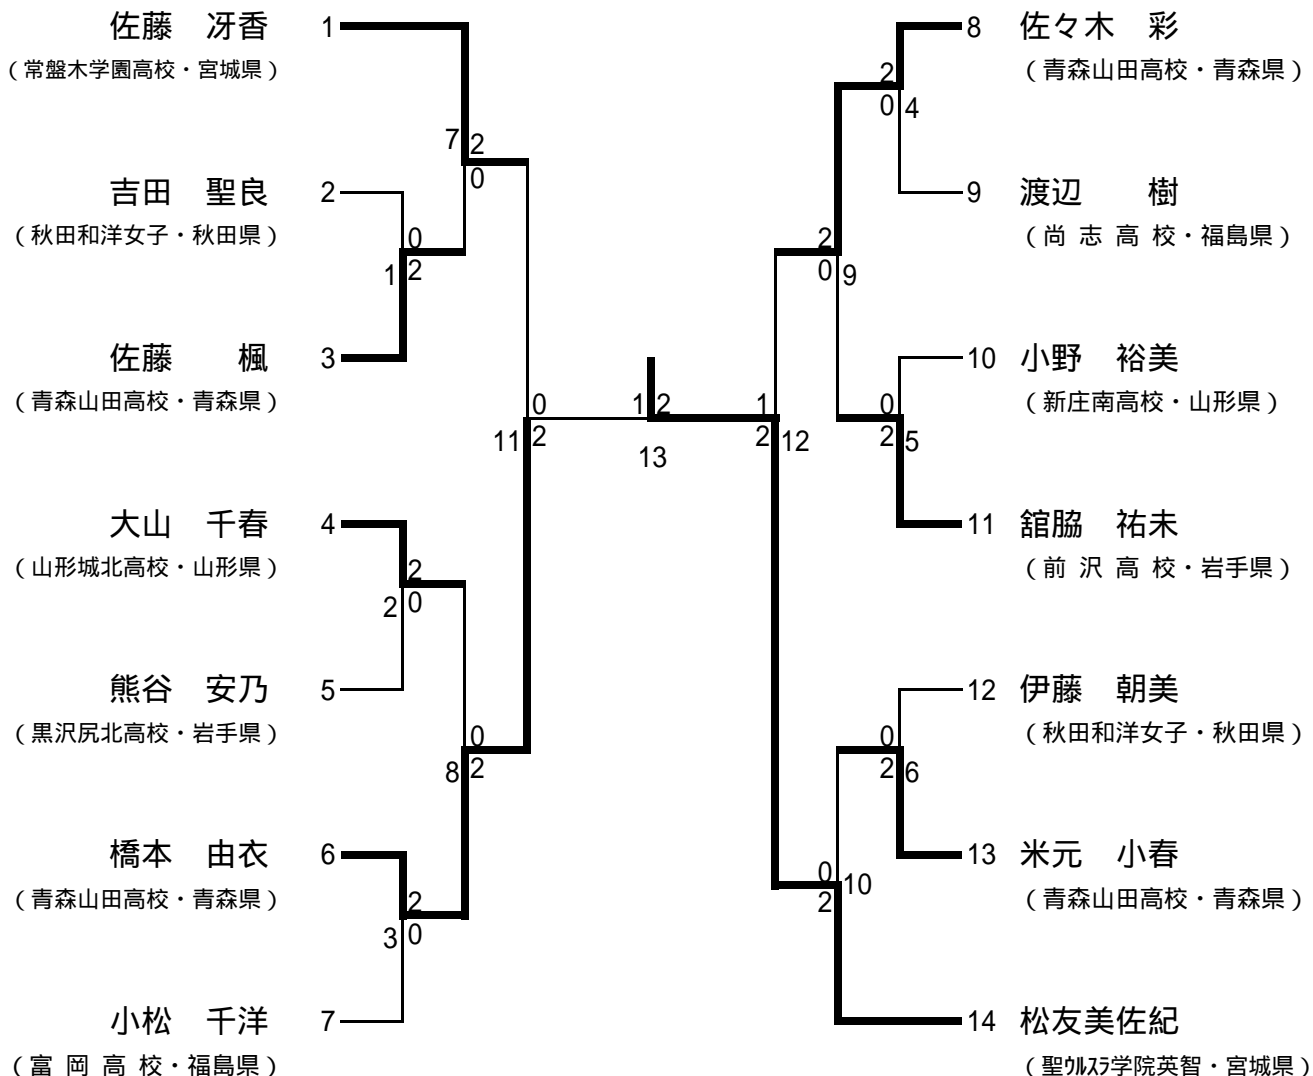 佐藤　冴香 1
（常盤木学園高校・宮城県）
7 2
0
吉田　聖良 2
（秋田和洋女子・秋田県）
0
1 2
佐藤　　楓 3
（青森山田高校・青森県）
0
11 2
大山　千春 4
（山形城北高校・山形県）
2
2 0
熊谷　安乃 5
（黒沢尻北高校・岩手県）
0
8 2
橋本　由衣 6
（青森山田高校・青森県）
2
3 0
小松　千洋 7
（富 岡 高 校・福島県）
1 2
13
8 佐々木　彩
（青森山田高校・青森県）
2
0 4
9 渡辺　　樹
（尚 志 高 校・福島県）
2
0 9
10 小野　裕美
（新庄南高校・山形県）
0
2 5
1
2 12
11 舘脇　祐未
（前 沢 高 校・岩手県）
12 伊藤　朝美
（秋田和洋女子・秋田県）
0
2 6
13 米元　小春
（青森山田高校・青森県）
0 10
2
14 松友美佐紀
（聖ｳﾙｽﾗ学院英智・宮城県）